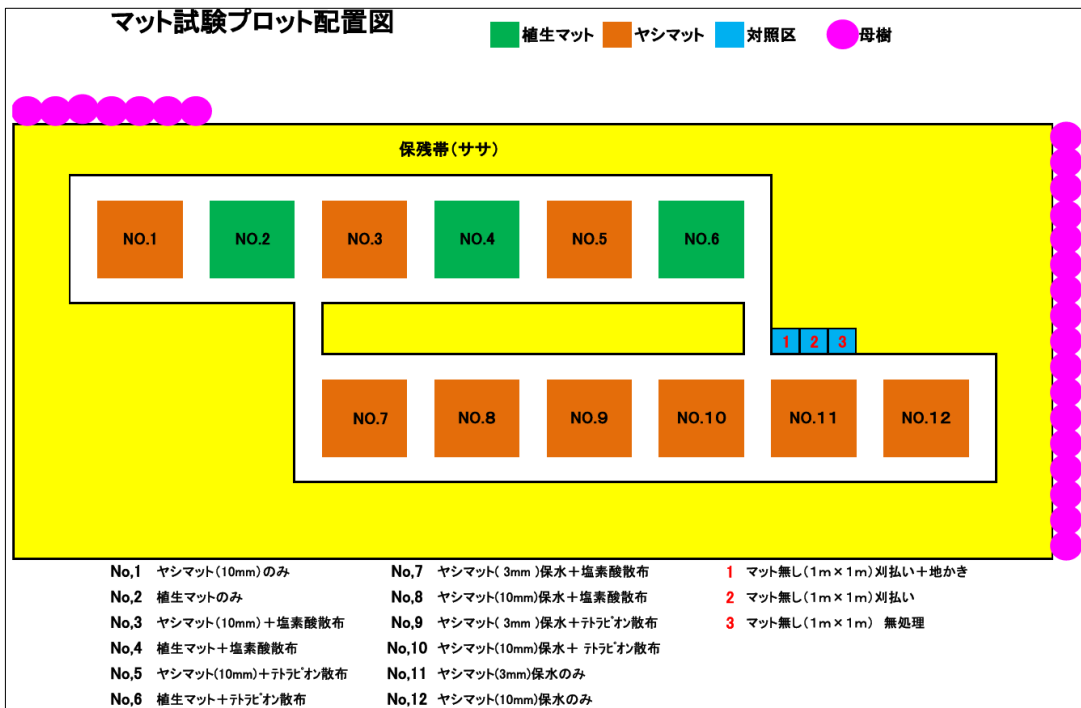 マット試験プロット配置図
植生マット ヤシマット 対照区 母樹
保残帯(ササ)
NO.1 NO.2 NO.3 NO.4 NO.5 NO.6
1 2 3
NO.7 NO.8 NO.9 NO.10 NO.11 NO.12
No,1 ヤシマット(10mm)のみ
No,2 植生マットのみ
No,3 ヤシマット(10mm)+塩素酸散布
No,4 植生マット+塩素酸散布
No,5 ヤシマット(10mm)+テトラピオン散布
No,6 植生マット+テトラピオン散布
No,7 ヤシマット( 3mm )保水+塩素酸散布
No,8 ヤシマット(10mm)保水+塩素酸散布
No,9 ヤシマット( 3mm )保水+テトラピオン散布
No,10 ヤシマット(10mm)保水+ テトラピオン散布
No,11 ヤシマット(3mm)保水のみ
No,12 ヤシマット(10mm)保水のみ
1 マット無し(1m×1m)刈払い+地かき
2 マット無し(1m×1m)刈払い
3 マット無し(1m×1m) 無処理